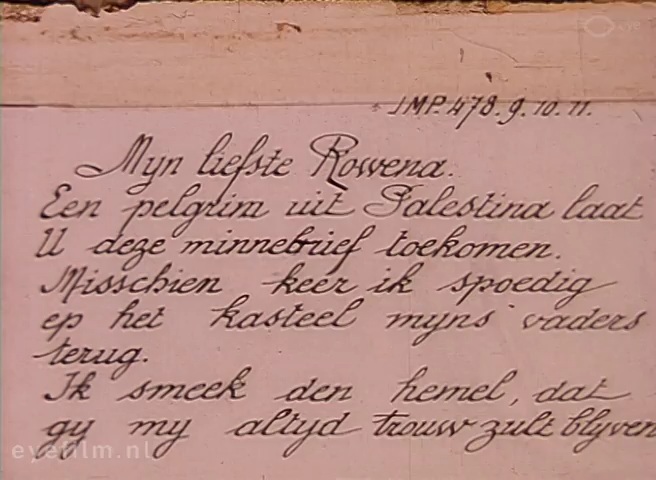 eye
IMP. 478. 9. 10. 11.
Myn liefste Rowena.
Een pelgrim uit Palestina laat
U deze minnebrief toekomen.
Misschien keer ik spoedig
ep het kasteel myns vaders
terug.
Ik smeek den hemel, dat
gy my altyd trouw zult blyven
eyefilm.nl